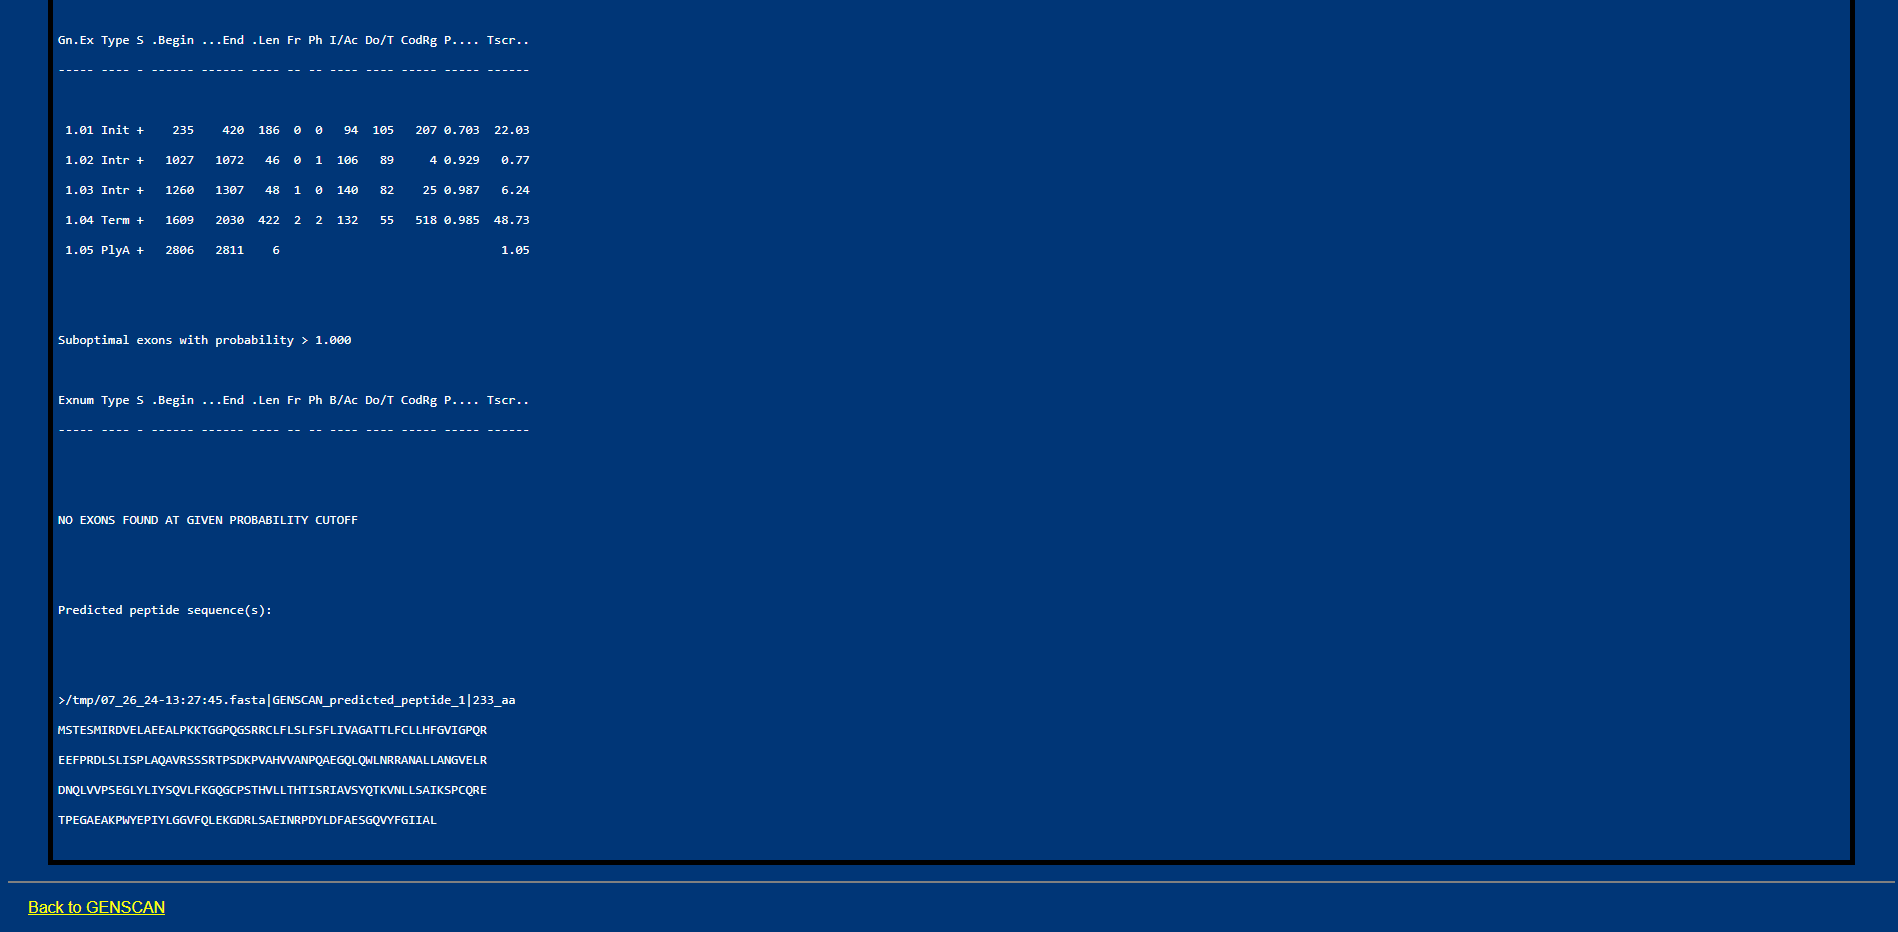 Gn.Ex Type S .Begin ...End .Len Fr Ph I/Ac Do/T CodRg P.... Tscr..
----- ---- - ------ ------ ---- -- -- ---- ---- ----- ----- ------
1.01 Init + 235 420 186 0 0 94 105 207 0.703 22.03
1.02 Intr + 1027 1072 46 0 1 106 89 4 0.929 0.77
1.03 Intr + 1260 1307 48 1 0 140 82 25 0.987 6.24
1.04 Term + 1609 2030 422 2 2 132 55 518 0.985 48.73
1.05 PlyA + 2806 2811 6 1.05
Suboptimal exons with probability > 1.000
Exnum Type S .Begin ...End .Len Fr Ph B/Ac Do/T CodRg P.... Tscr..
----- ---- - ------ ------ ---- -- -- ---- ---- ----- ----- ------
NO EXONS FOUND AT GIVEN PROBABILITY CUTOFF
Predicted peptide sequence(s):
>/tmp/07_26_24-13:27:45.fasta|GENSCAN_predicted_peptide_1|233_aa
MSTESMIRDVELAEEALPKKTGGPQGSRRCLFLSLFSFLIVAGATTLFCLLHFGVIGPQR
EEFPRDLSLISPLAQAVRSSSRTPSDKPVAHVVANPQAEGQLQWLNRRANALLANGVELR
DNQLVVPSEGLYLIYSQVLFKGQGCPSTHVLLTHTISRIAVSYQTKVNLLSAIKSPCQRE
TPEGAEAKPWYEPIYLGGVFQLEKGDRLSAEINRPDYLDFAESGQVYFGIIAL
Back to GENSCAN